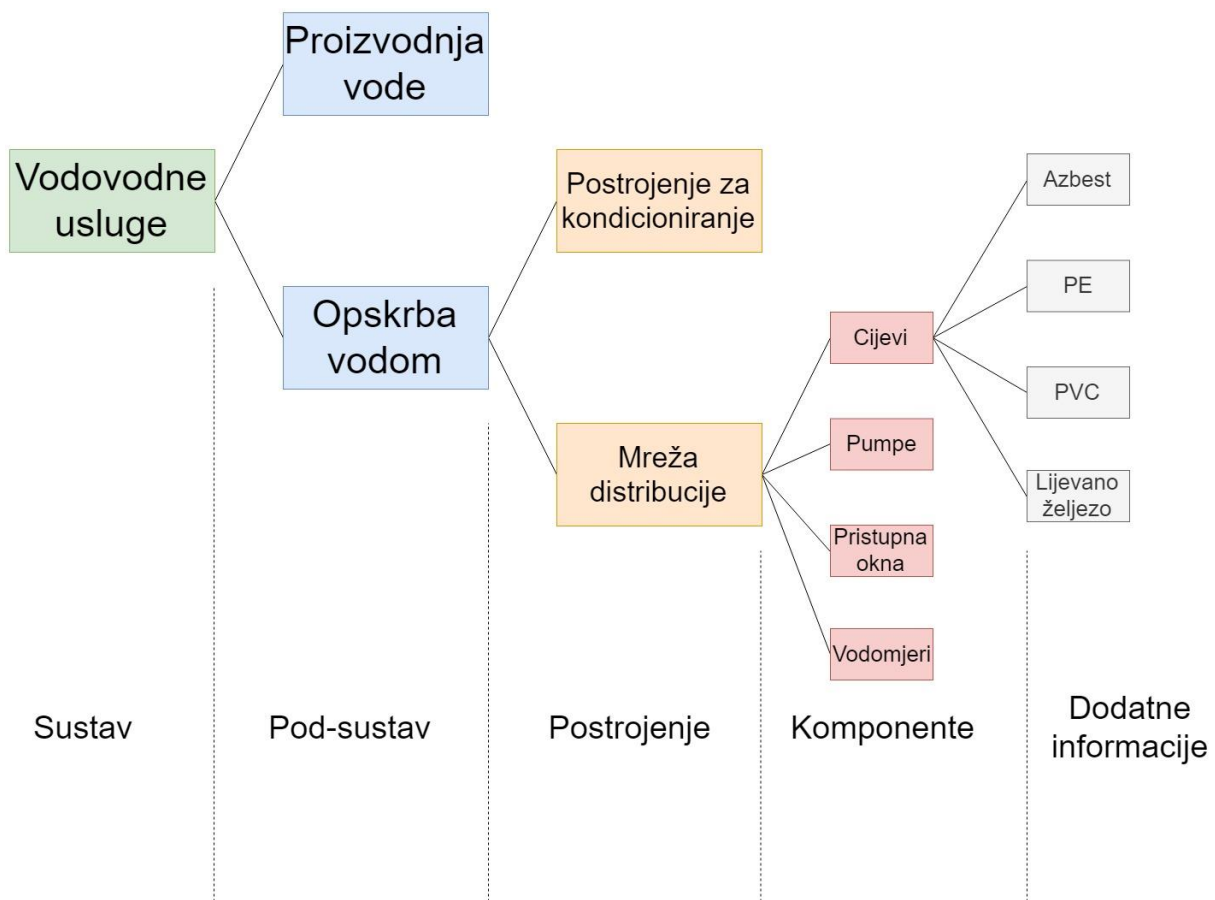 Proizvodnja
vode
Vodovodne
usluge
Opskrba
vodom
Postrojenje za
kondicioniranje
Mreža
distribucije
Cijevi
Pumpe
Pristupna
okna
Vodomjeri
Azbest
PE
PVC
Lijevano
željezo
Sustav
Pod-sustav
Postrojenje
Komponente
Dodatne
informacije